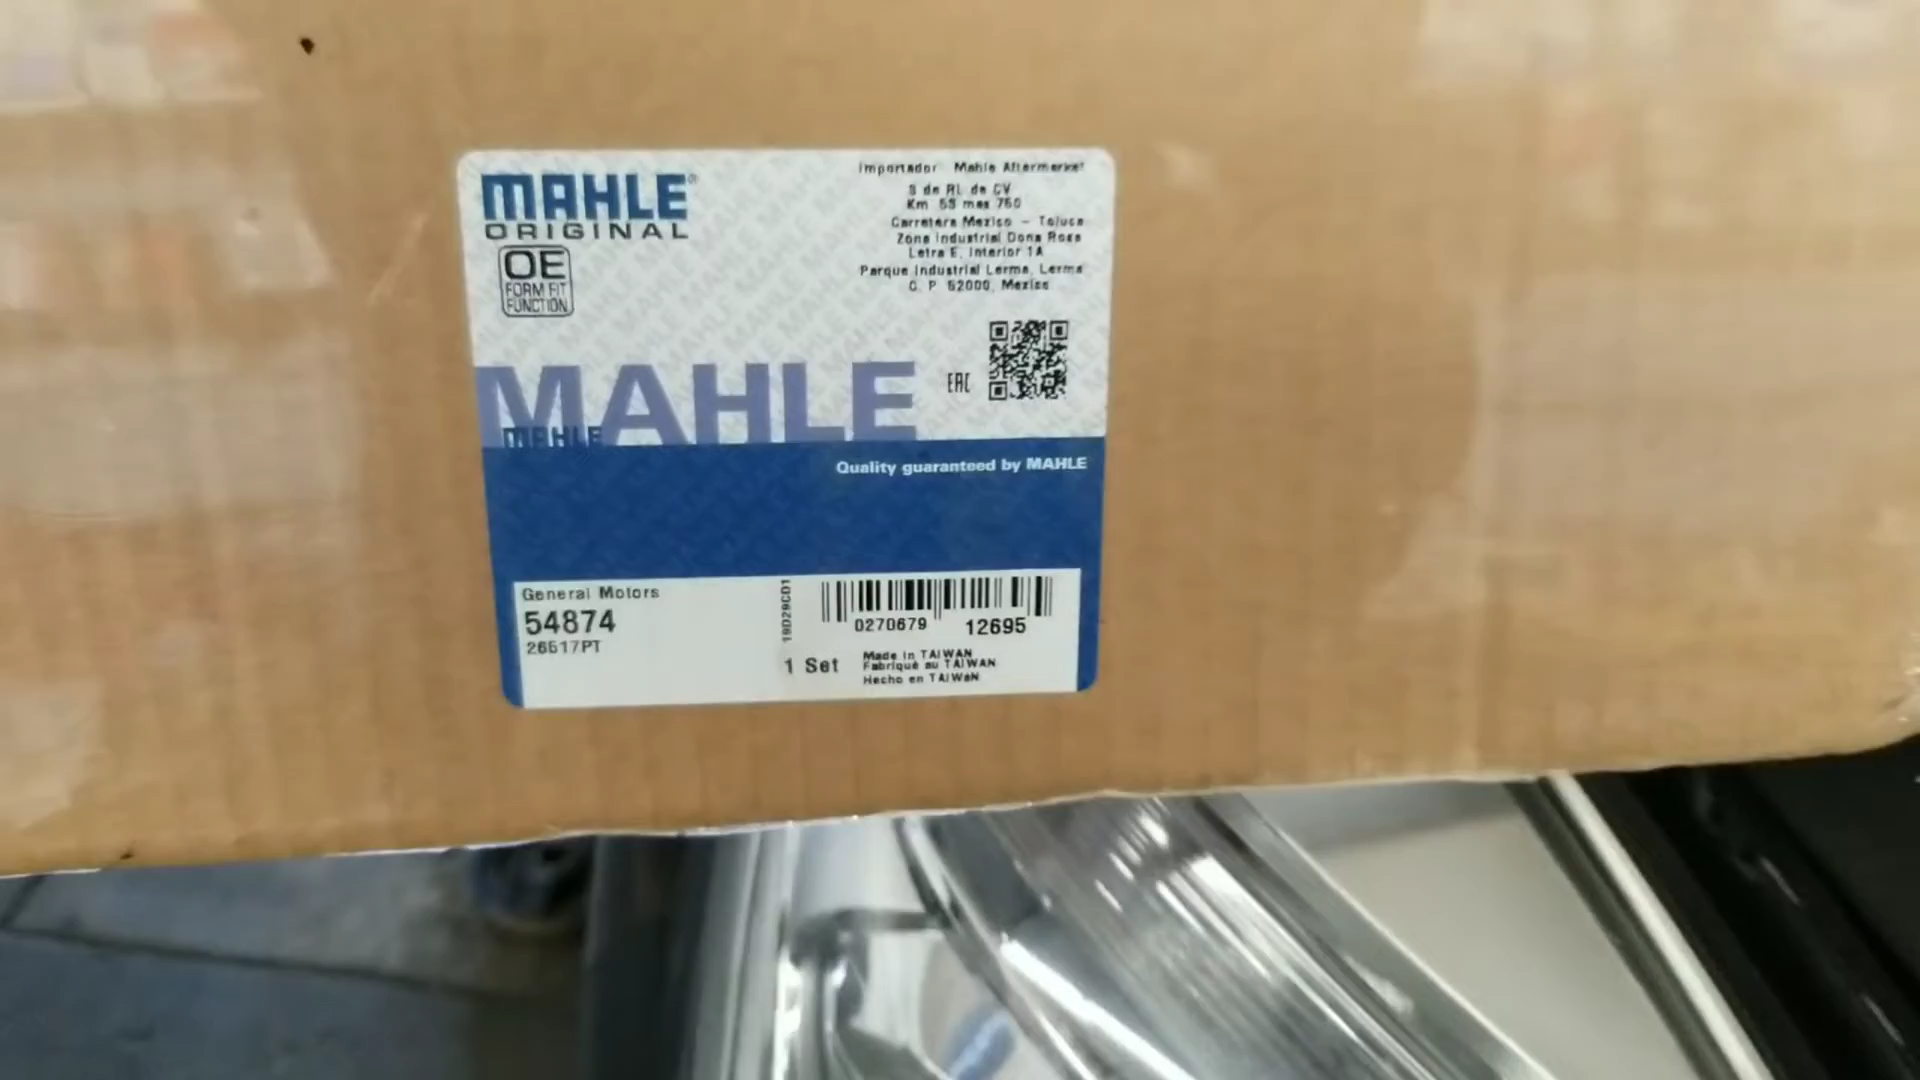 MAHLE®
ORIGINAL
OE
FORM FIT
FUNCTION
Importador Mahle Aftermarket
S de RL de CV
Km 53 mas 750
Carretera Mexico - Toluca
Zona Industrial Dona Rosa
Letra E, Interior 1A
Parque Industrial Lerma, Lerma
C. P 52000, Mexico
EAC
MAHLE
MAHLE
Quality guaranteed by MAHLE
General Motors
54874
26517PT
19D29CD1
0270679 12695
1 Set
Made in TAIWAN
Fabriqué au TAIWAN
Hecho en TAIWAN